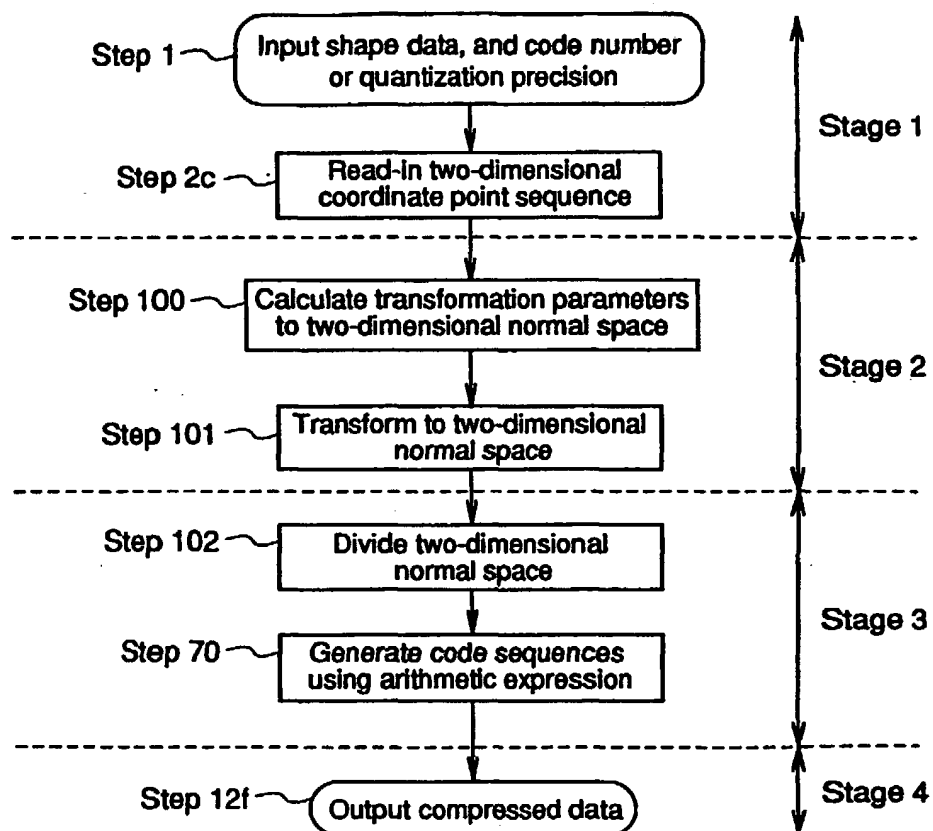 Step 1
Input shape data, and code number
or quantization precision
Stage 1
Step 2c
Read-in two-dimensional
coordinate point sequence
Step 100
Calculate transformation parameters
to two-dimensional normal space
Stage 2
Step 101
Transform to two-dimensional
normal space
Step 102
Divide two-dimensional
normal space
Stage 3
Step 70
Generate code sequences
using arithmetic expression
Step 12f
Output compressed data
Stage 4